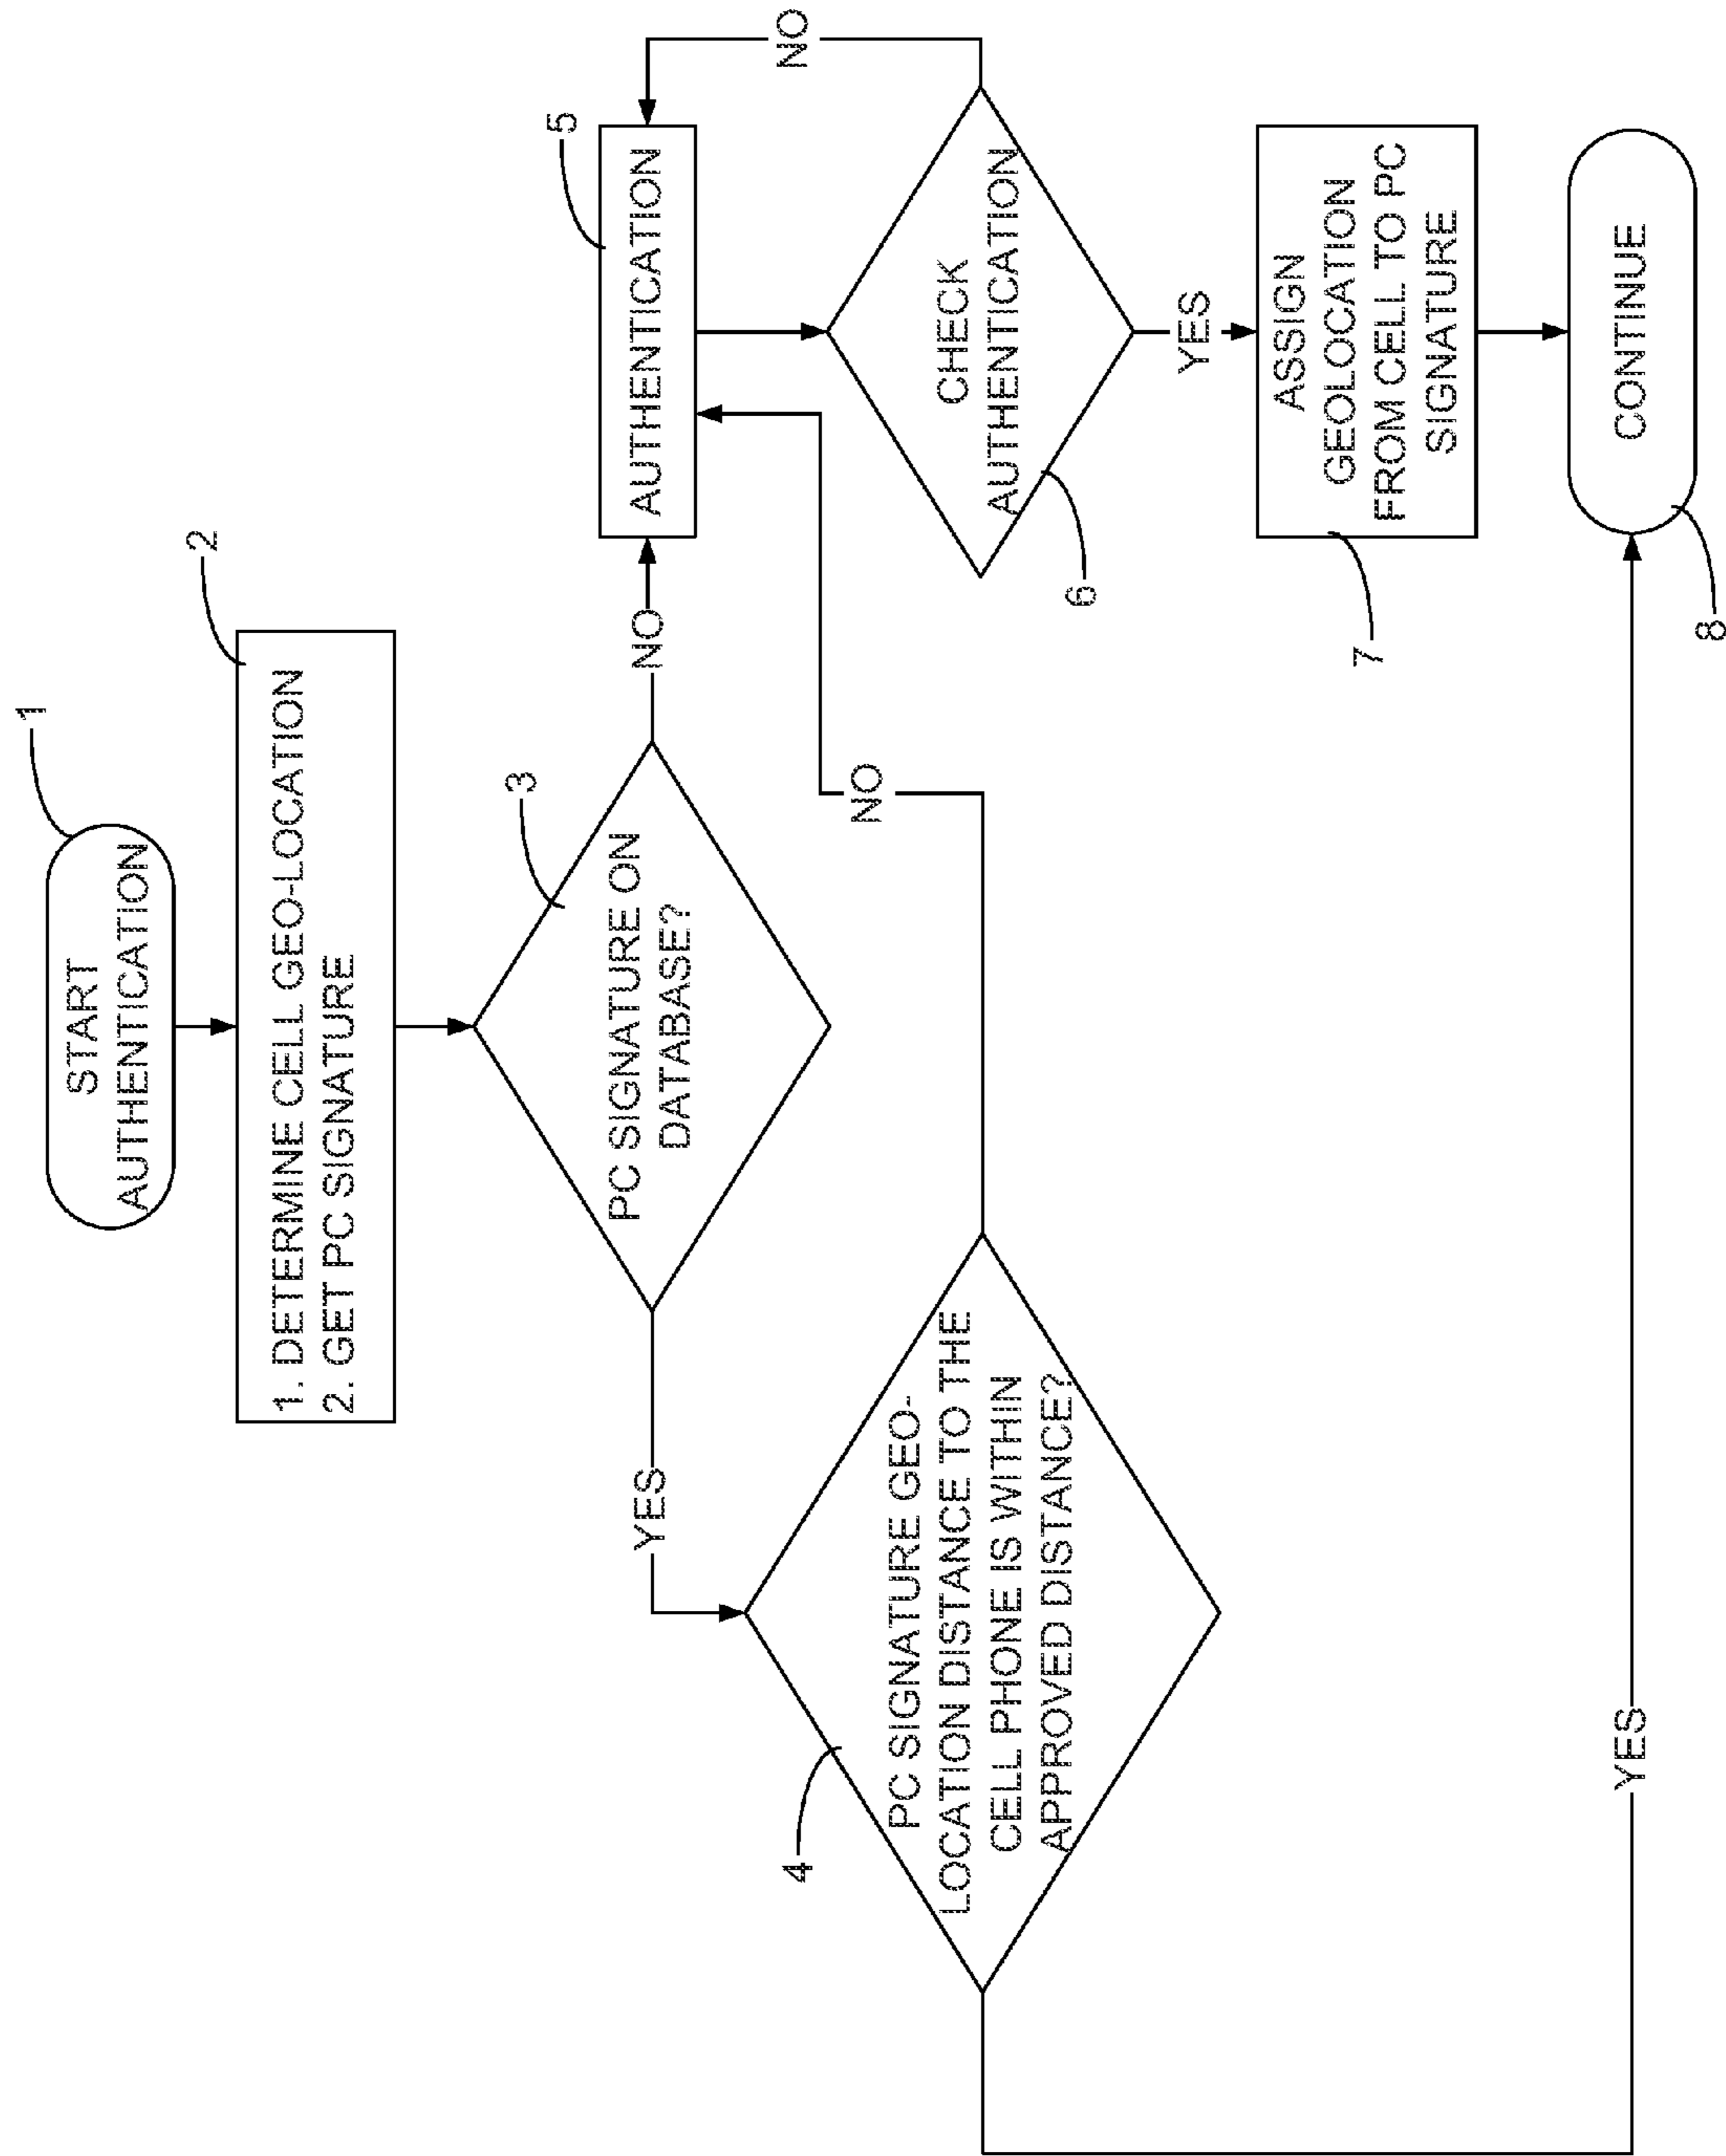 1
START
AUTHENTICATION
2
1. DETERMINE CELL GEO-LOCATION
2. GET PC SIGNATURE
3
PC SIGNATURE ON
DATABASE?
YES
NO
4
PC SIGNATURE GEO-
LOCATION DISTANCE TO THE
CELL PHONE IS WITHIN
APPROVED DISTANCE?
NO
YES
5
AUTHENTICATION
NO
6
CHECK
AUTHENTICATION
YES
7
ASSIGN
GEOLOCATION
FROM CELL TO PC
SIGNATURE
8
CONTINUE